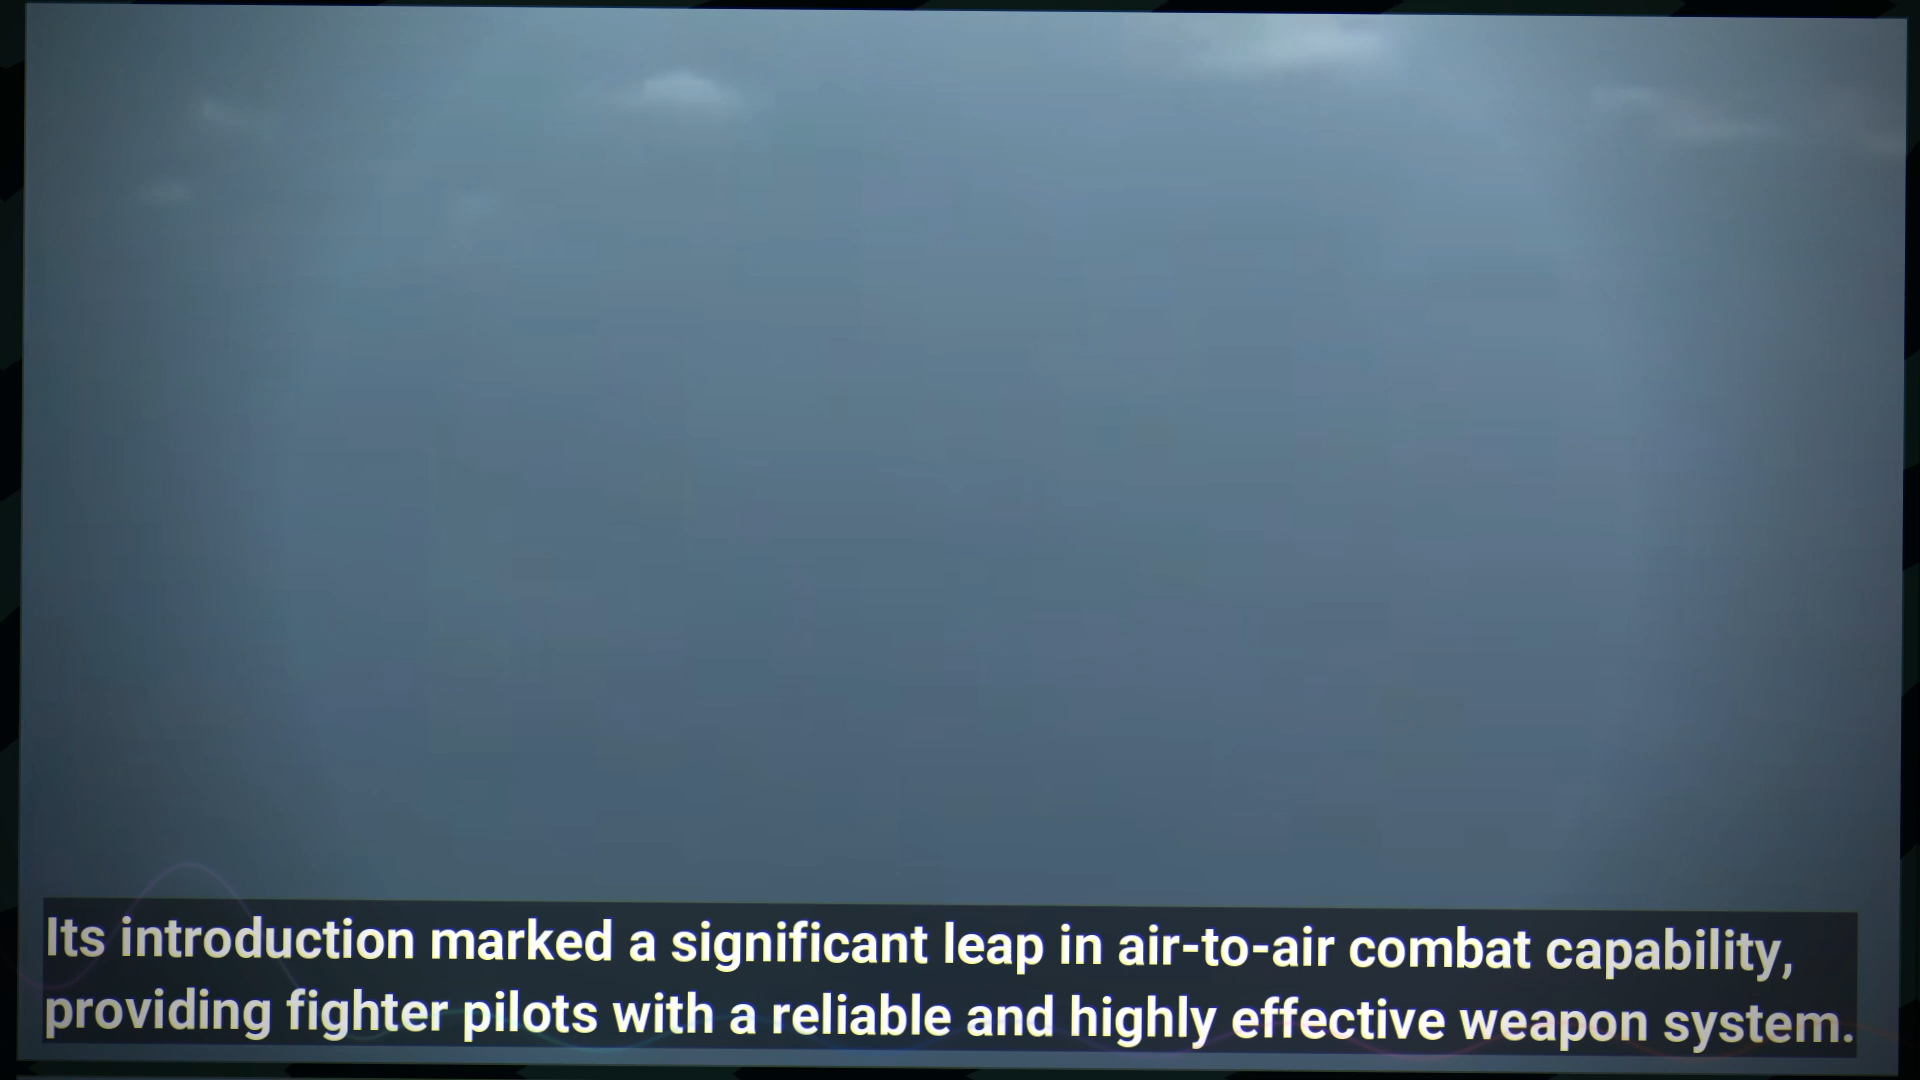 Its introduction marked a significant leap in air-to-air combat capability,
providing fighter pilots with a reliable and highly effective weapon system.